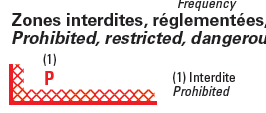 Frequency
Zones interdites, réglementées,
Prohibited, restricted, dangerou
(1)
P
(1) Interdite
Prohibited